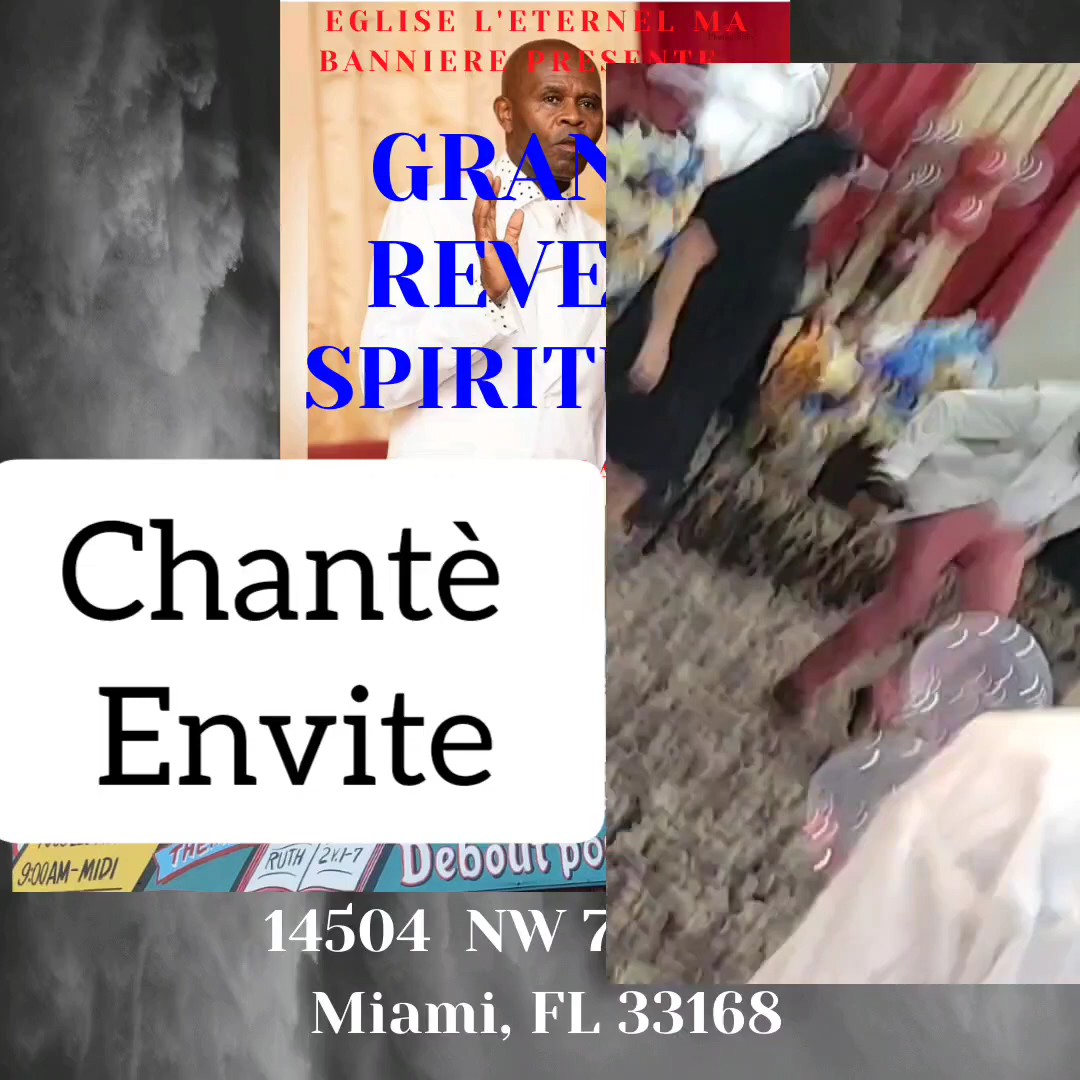 EGLISE L'ETERNEL MA
BANNIERE PRESENTE
GRAN
REVE
SPIRIT
Chantè
Envite
9:00AM-MIDI
RUTH 2V.1-7
Debout po
14504 NW 7
Miami, FL 33168